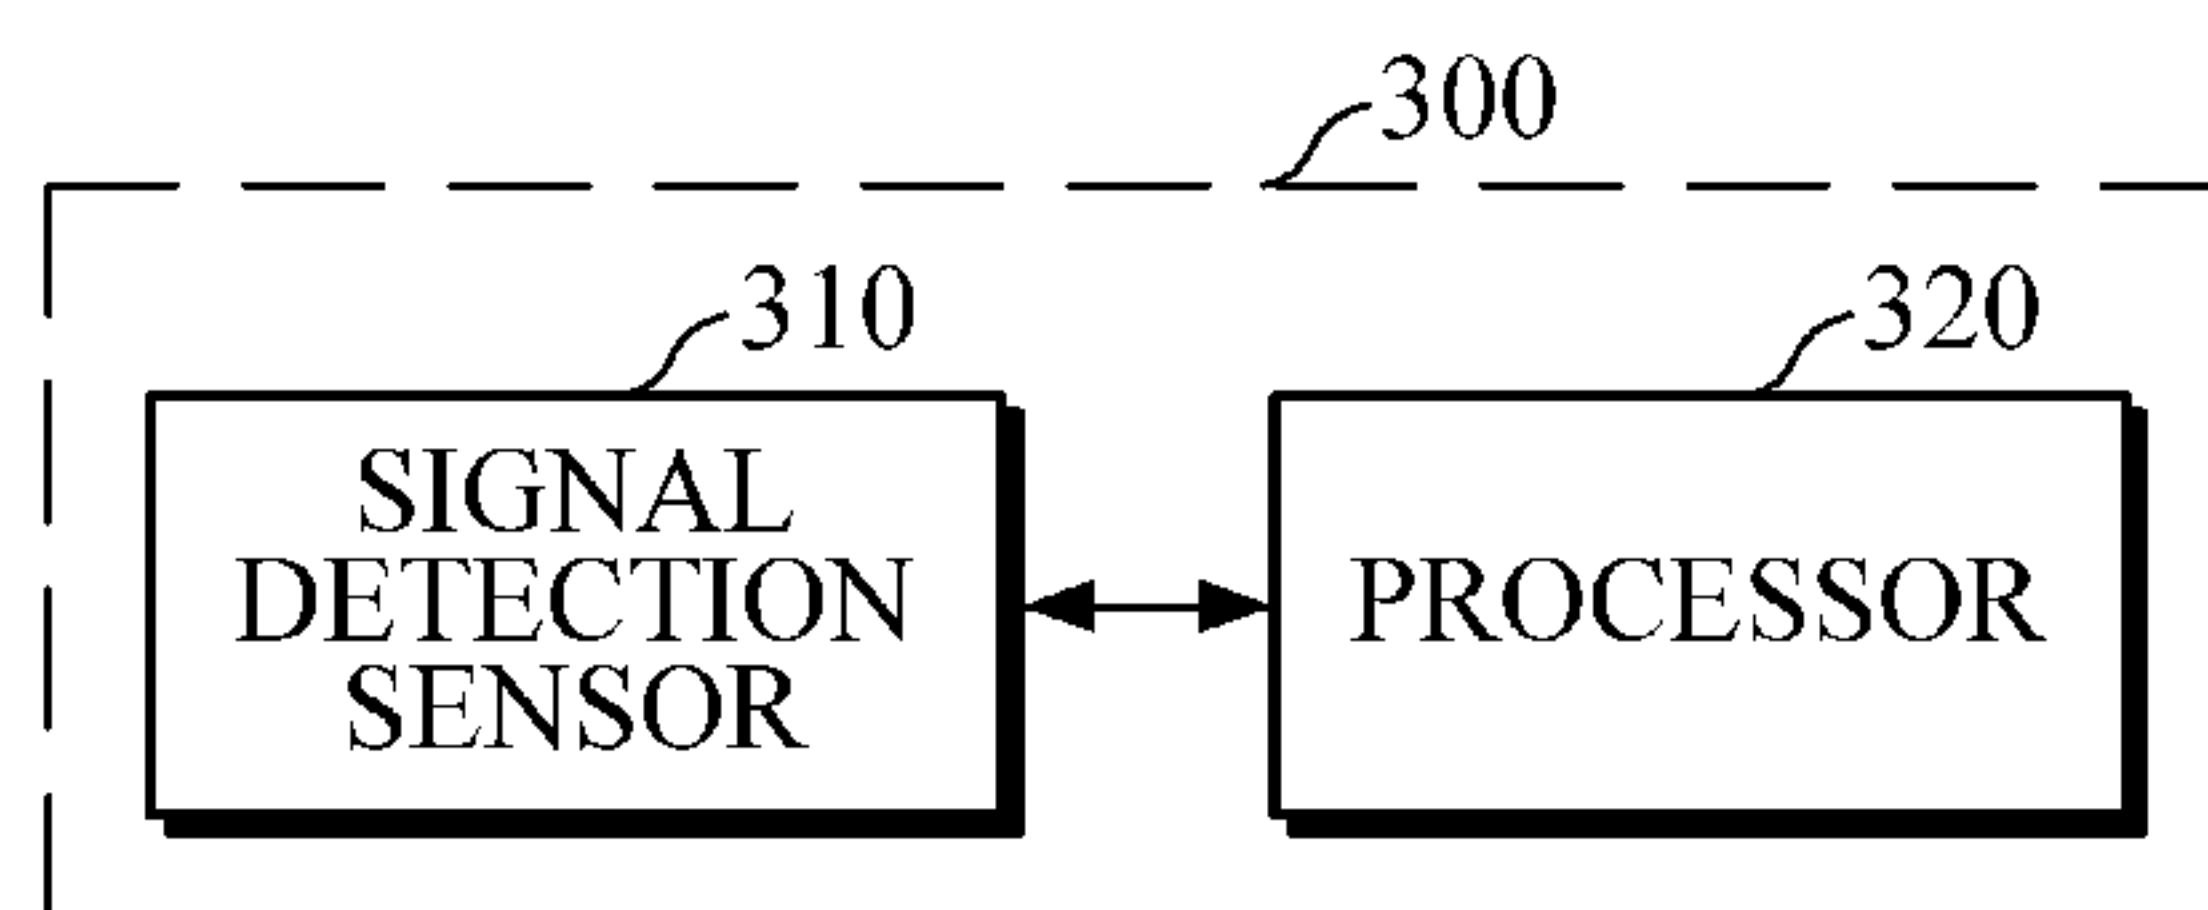 300
310
320
SIGNAL
DETECTION
SENSOR
PROCESSOR